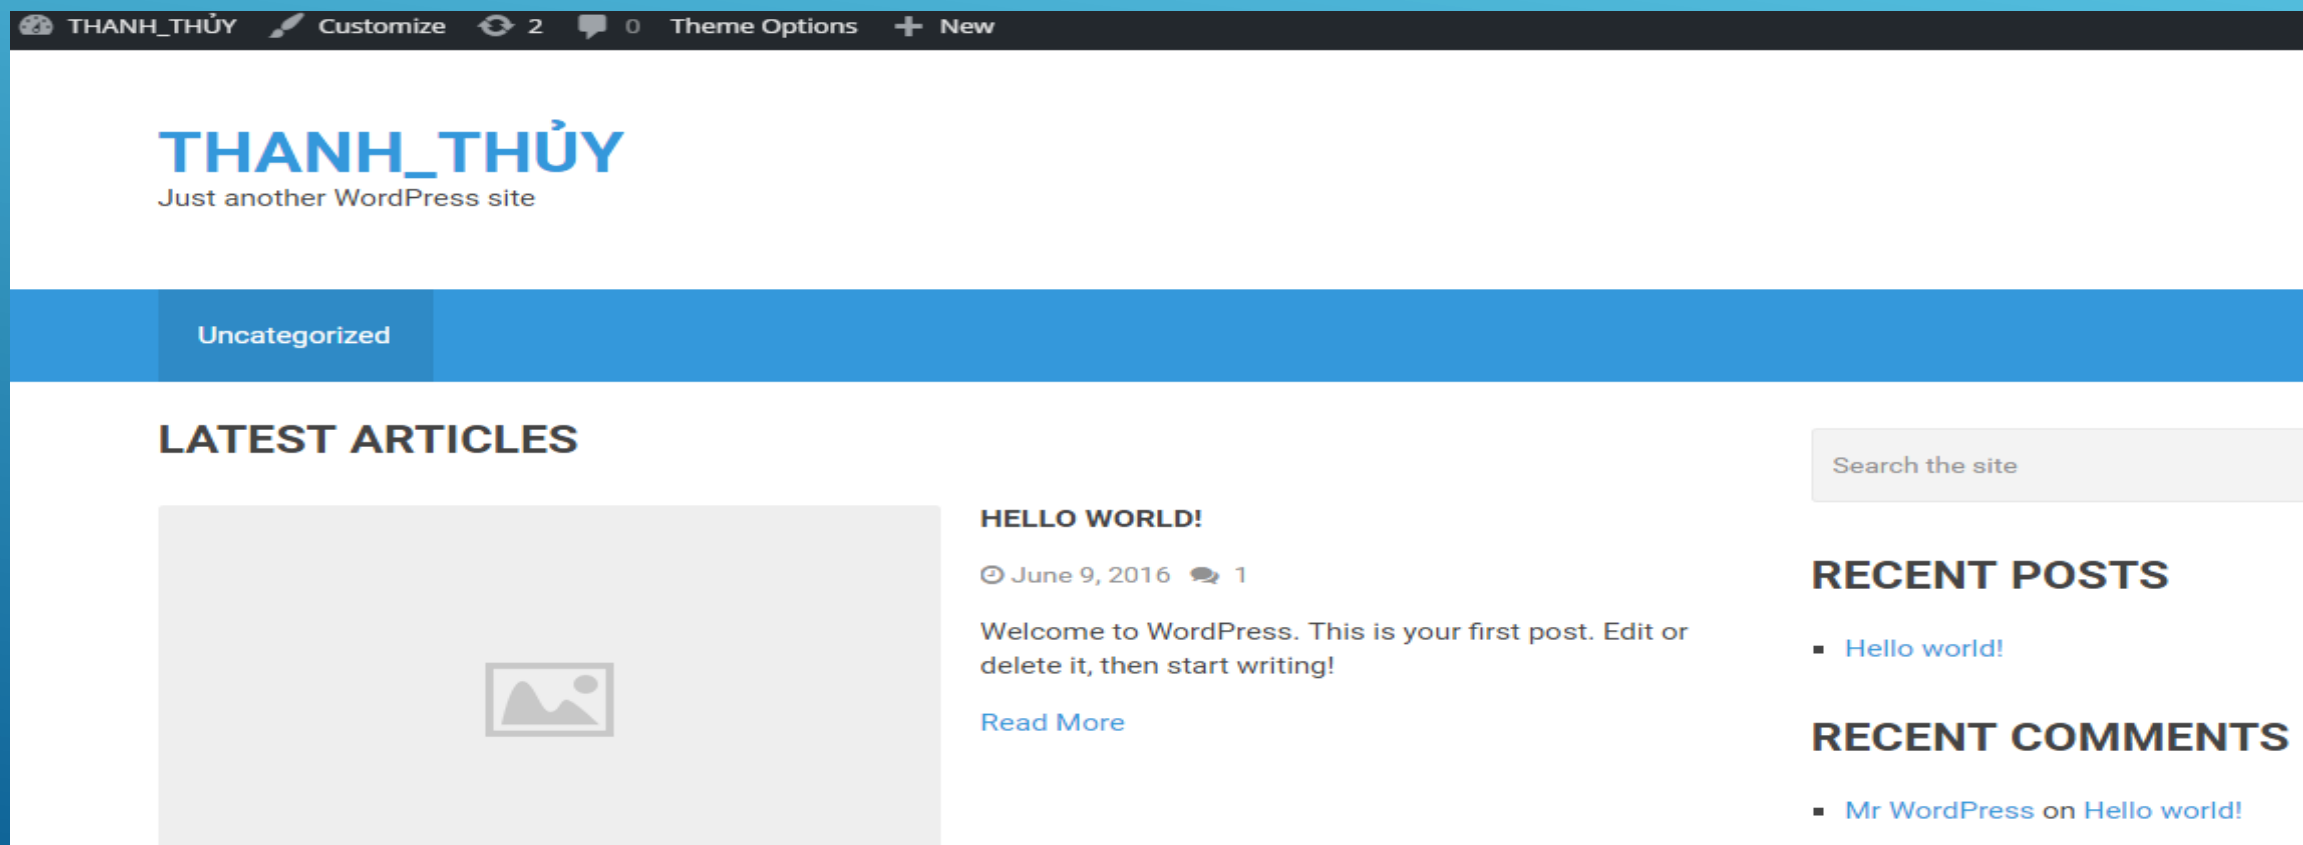 THANH_THỦY Customize 2 0 Theme Options New
THANH_THỦY
Just another WordPress site
Uncategorized
LATEST ARTICLES
HELLO WORLD!
June 9, 2016 1
Welcome to WordPress. This is your first post. Edit or
delete it, then start writing!
Read More
Search the site
RECENT POSTS
Hello world!
RECENT COMMENTS
Mr WordPress on Hello world!